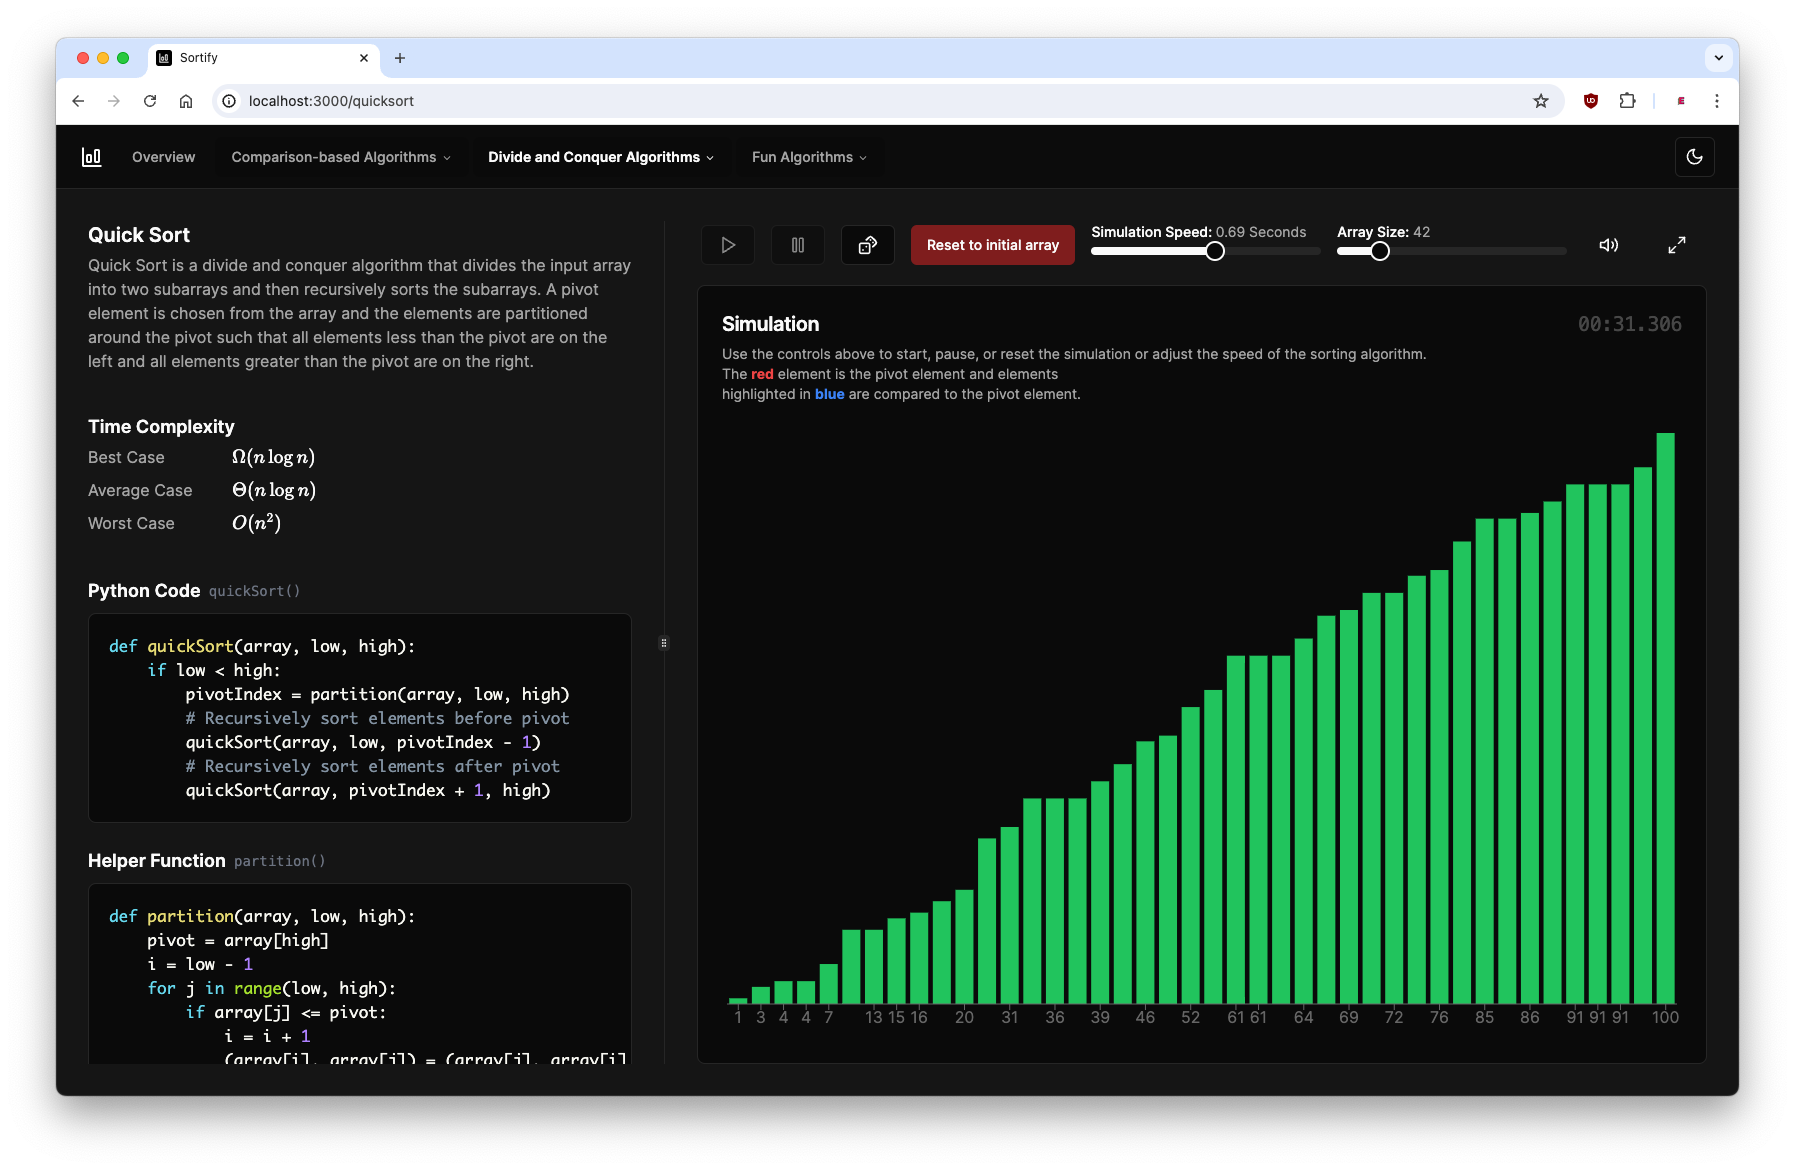 Sortify
localhost:3000/quicksort
Overview
Comparison-based Algorithms
Divide and Conquer Algorithms
Fun Algorithms
Quick Sort
Quick Sort is a divide and conquer algorithm that divides the input array
into two subarrays and then recursively sorts the subarrays. A pivot
element is chosen from the array and the elements are partitioned
around the pivot such that all elements less than the pivot are on the
left and all elements greater than the pivot are on the right.
Time Complexity
Best Case Ω(n log n)
Average Case Θ(n log n)
Worst Case O(n²)
Python Code quickSort()
def quickSort(array, low, high):
    if low < high:
        pivotIndex = partition(array, low, high)
        # Recursively sort elements before pivot
        quickSort(array, low, pivotIndex - 1)
        # Recursively sort elements after pivot
        quickSort(array, pivotIndex + 1, high)
Helper Function partition()
def partition(array, low, high):
    pivot = array[high]
    i = low - 1
    for j in range(low, high):
        if array[j] <= pivot:
            i = i + 1
            (array[i], array[j]) = (array[j], array[i]
Reset to initial array
Simulation Speed: 0.69 Seconds
Array Size: 42
Simulation
00:31.306
Use the controls above to start, pause, or reset the simulation or adjust the speed of the sorting algorithm.
The red element is the pivot element and elements
highlighted in blue are compared to the pivot element.
1 3 4 4 7 13 15 16 20 31 36 39 46 52 61 61 64 69 72 76 85 86 91 91 91 100